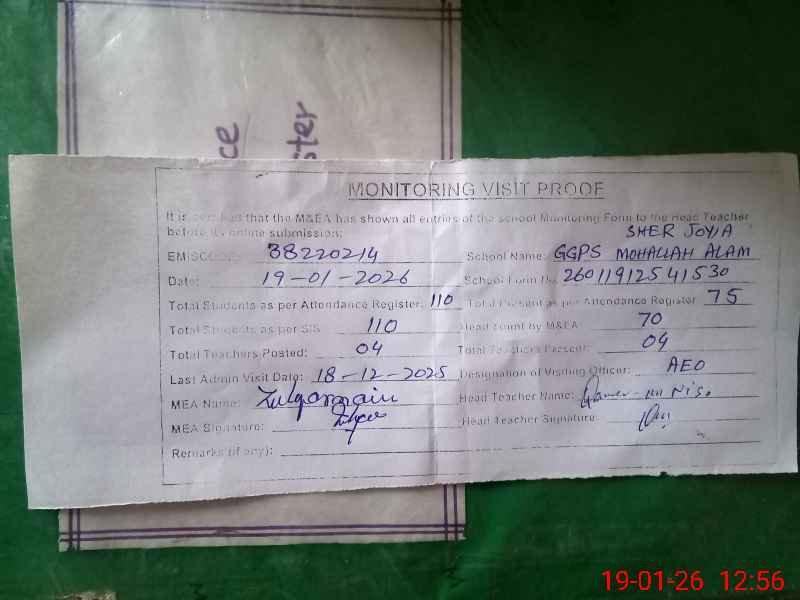 ce
ster
MONITORING VISIT PROOF
It is certified that the M&EA has shown all entries of the school Monitoring Form to the Head Teacher
before its online submission:
SHER JOYIA
EMISCODE: 38220214 School Name: GGPS MOHALLAH ALAM
Date: 19-01-2026 School Form No 26011912541530
Total Students as per Attendance Register: 110 Total Present as per Attendance Register 75
Total Students as per SIS 110 Head Count by M&EA 70
Total Teachers Posted: 04 Total Teachers Present: 04
Last Admin Visit Date: 18-12-2025 Designation of Visiting Officer: AEO
MEA Name: Zulqarnain Head Teacher Name:
MEA Signature: Head Teacher Signature:
Remarks (if any):
19-01-26 12:56